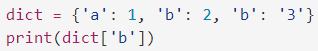 dict = {'a': 1, 'b': 2, 'b': '3'}
print(dict['b'])